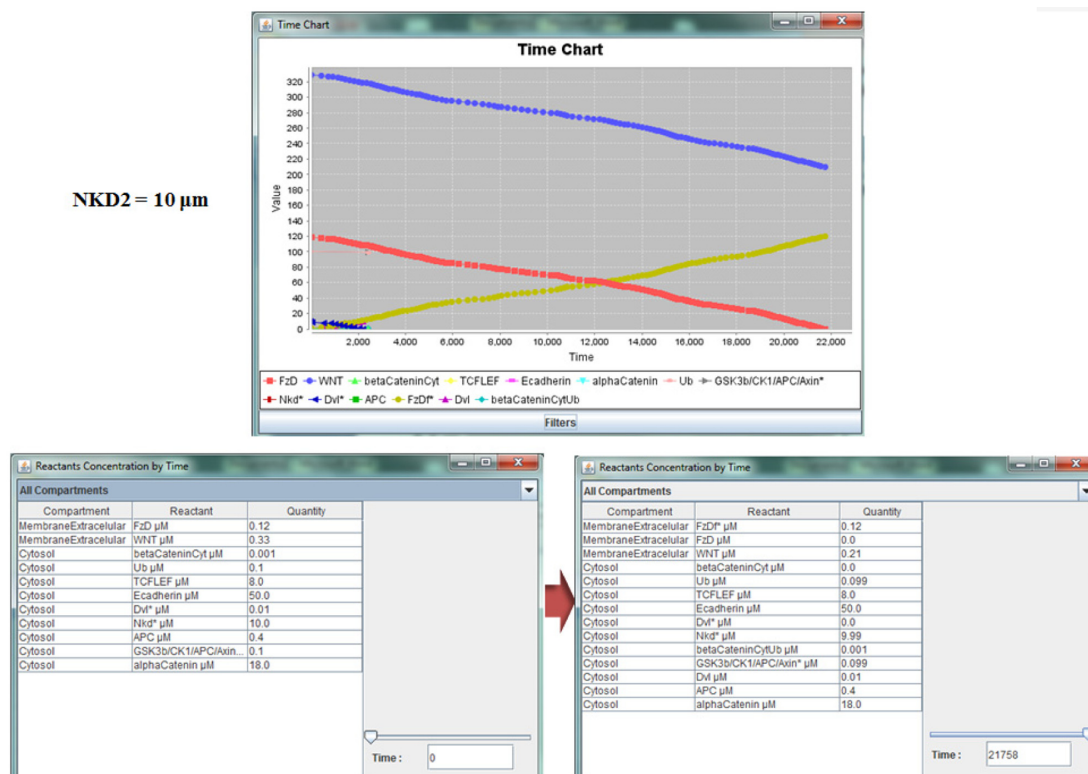 Time Chart
Time Chart
NKD2 = 10 µm
Value
320
300
280
260
240
220
200
180
160
140
120
100
80
60
40
20
0
2,000 4,000 6,000 8,000 10,000 12,000 14,000 16,000 18,000 20,000 22,000
Time
FzD WNT betaCateninCyt TCFLEF Ecadherin alphaCatenin Ub GSK3b/CK1/APC/Axin*
Nkd* Dvl* APC FzDf* Dvl betaCateninCytUb
Filters
Reactants Concentration by Time
All Compartments
Compartment Reactant Quantity
MembraneExtracelular FzD µM 0.12
MembraneExtracelular WNT µM 0.33
Cytosol betaCateninCyt µM 0.001
Cytosol Ub µM 0.1
Cytosol TCFLEF µM 8.0
Cytosol Ecadherin µM 50.0
Cytosol Dvl* µM 0.01
Cytosol Nkd* µM 10.0
Cytosol APC µM 0.4
Cytosol GSK3b/CK1/APC/Axin... 0.1
Cytosol alphaCatenin µM 18.0
Time : 0
Reactants Concentration by Time
All Compartments
Compartment Reactant Quantity
MembraneExtracelular FzDf* µM 0.12
MembraneExtracelular FzD µM 0.0
MembraneExtracelular WNT µM 0.21
Cytosol betaCateninCyt µM 0.0
Cytosol Ub µM 0.099
Cytosol TCFLEF µM 8.0
Cytosol Ecadherin µM 50.0
Cytosol Dvl* µM 0.0
Cytosol Nkd* µM 9.99
Cytosol betaCateninCytUb µM 0.001
Cytosol GSK3b/CK1/APC/Axin* µM 0.099
Cytosol Dvl µM 0.01
Cytosol APC µM 0.4
Cytosol alphaCatenin µM 18.0
Time : 21758